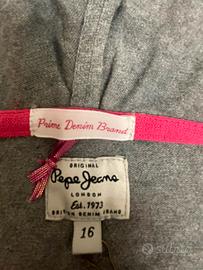 Prime Denim Brand
ORIGINAL
Pepe Jeans
LONDON
Est. 1973
BRITISH DENIM BRAND
16
subito